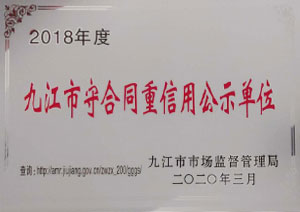 2018年度
九江市守合同重信用公示单位
查询：http://amr.jiujiang.gov.cn/zwzx_200/gggs/
九江市市场监督管理局
二〇二〇年三月